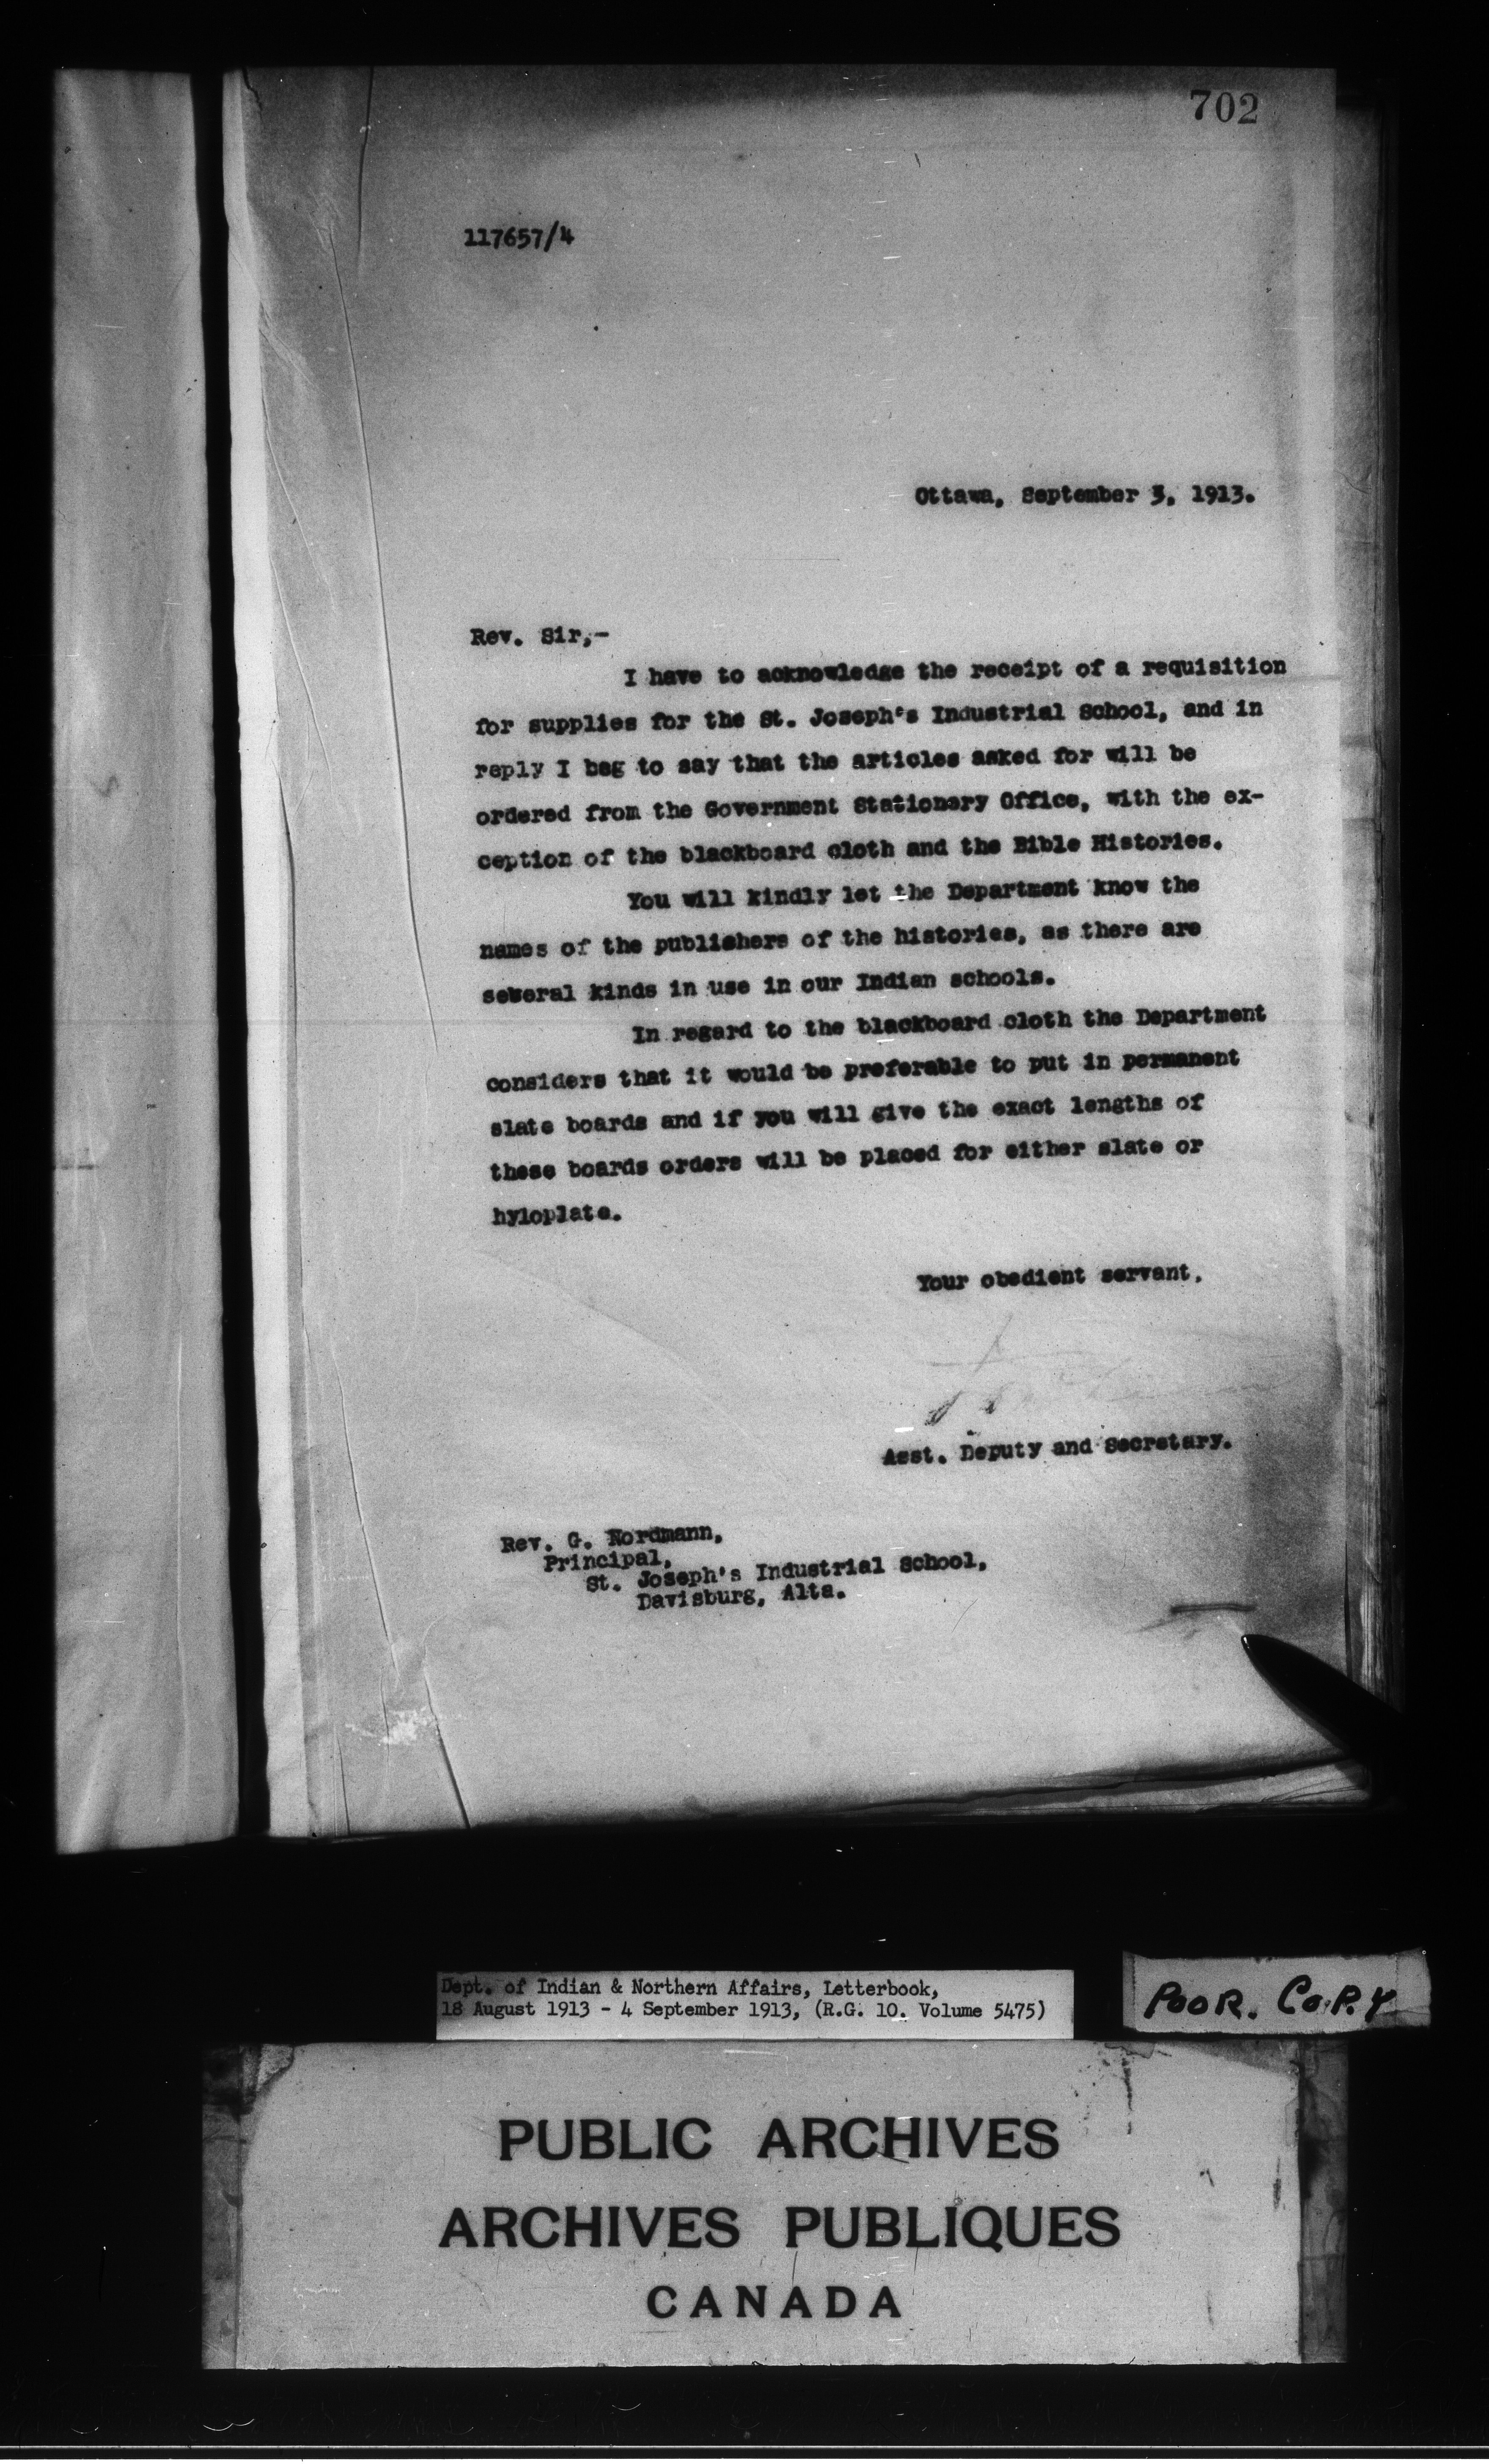 702
117657/4
Ottawa, September 3, 1913.
Rev. Sir,-
I have to acknowledge the receipt of a requisition
for supplies for the St. Joseph's Industrial School, and in
reply I beg to say that the articles asked for will be
ordered from the Government Stationery Office, with the ex-
ception of the blackboard cloth and the Bible Histories.
You will kindly let the Department know the
names of the publishers of the histories, as there are
several kinds in use in our Indian schools.
In regard to the blackboard cloth the Department
considers that it would be preferable to put in permanent
slate boards and if you will give the exact lengths of
these boards orders will be placed for either slate or
hyloplate.
Your obedient servant,
Asst. Deputy and Secretary.
Rev. G. Nordmann,
Principal,
St. Joseph's Industrial School,
Davisburg, Alta.
Dept. of Indian & Northern Affairs, Letterbook,
18 August 1913 - 4 September 1913, (R.G. 10. Volume 5475)
POOR. COPY
PUBLIC ARCHIVES
ARCHIVES PUBLIQUES
CANADA